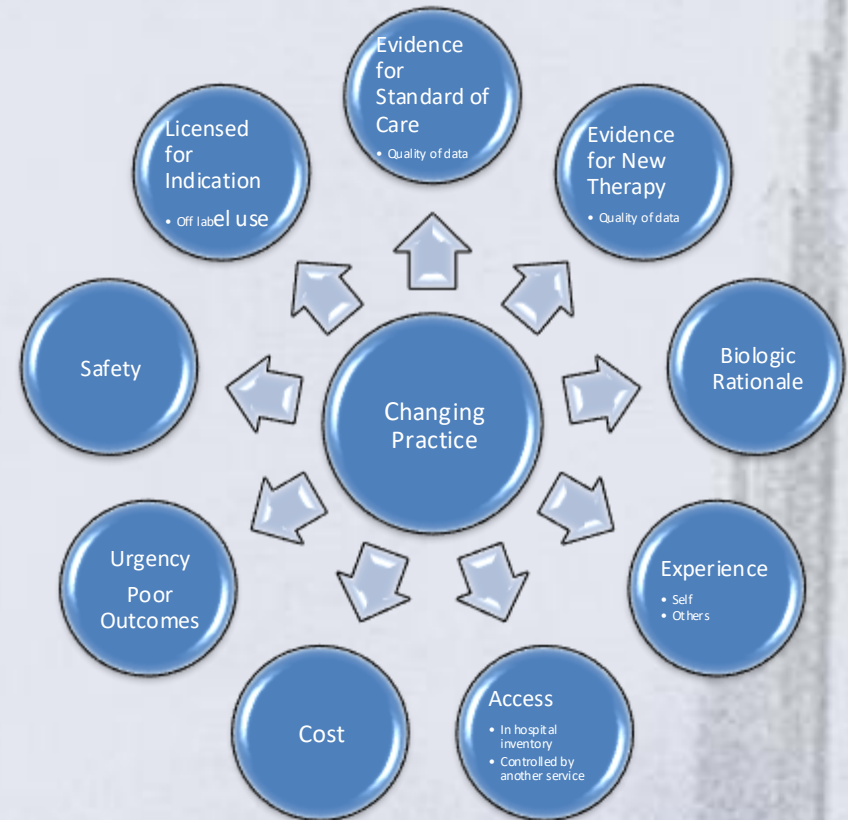 Evidence
for
Standard of
Care
• Quality of data
Evidence
for New
Therapy
• Quality of data
Biologic
Rationale
Experience
• Self
• Others
Access
• In hospital
inventory
• Controlled by
another service
Cost
Urgency
Poor
Outcomes
Safety
Licensed
for
Indication
• Off label use
Changing
Practice